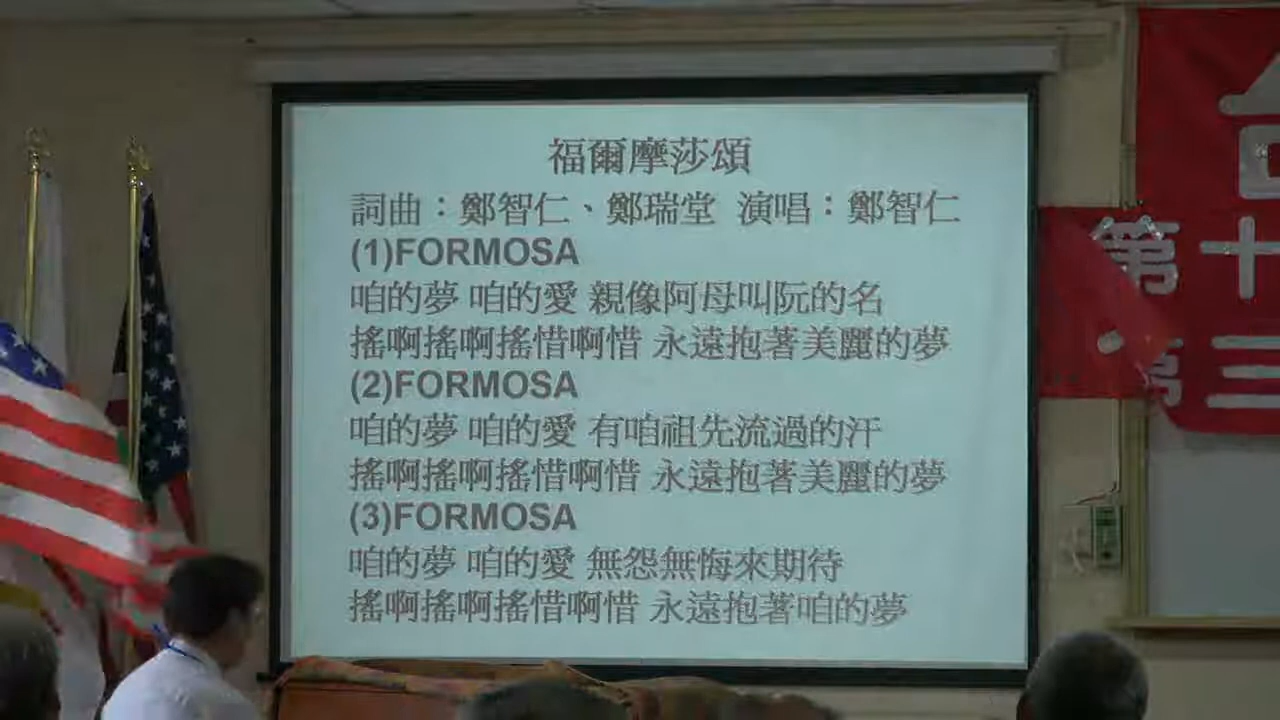 福爾摩莎頌
詞曲：鄭智仁、鄭瑞堂 演唱：鄭智仁
(1)FORMOSA
咱的夢 咱的愛 親像阿母叫阮的名
搖啊搖啊搖惜啊惜 永遠抱著美麗的夢
(2)FORMOSA
咱的夢 咱的愛 有咱祖先流過的汗
搖啊搖啊搖惜啊惜 永遠抱著美麗的夢
(3)FORMOSA
咱的夢 咱的愛 無怨無悔來期待
搖啊搖啊搖惜啊惜 永遠抱著咱的夢
第十
第三